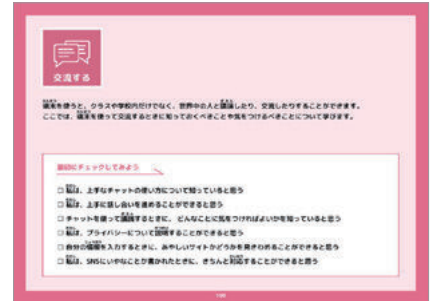 交流する
端末を使うと、クラスや学校内だけでなく、世界中の人と議論したり、交流したりすることができます。
ここでは、端末を使って交流するときに知っておくべきことや気をつけるべきことについて学びます。
最初にチェックしてみよう
□ 私は、上手なチャットの使い方について知っていると思う
□ 私は、上手に話し合いを進めることができると思う
□ チャットを使って議論するときに、どんなことに気をつければよいかを知っていると思う
□ 私は、プライバシーについて説明することができると思う
□ 自分の情報を入力するときに、あやしいサイトかどうかを見きわめることができると思う
□ 私は、SNSにいやなことが書かれたときに、きちんと対応することができると思う